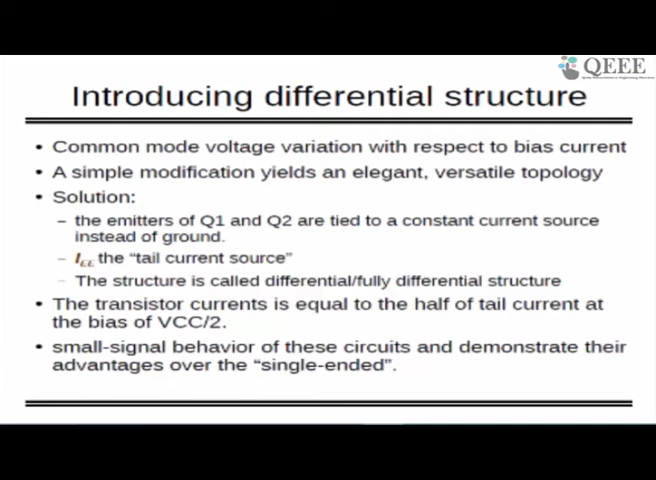 QEEE
Introducing differential structure
• Common mode voltage variation with respect to bias current
• A simple modification yields an elegant, versatile topology
• Solution:
– the emitters of Q1 and Q2 are tied to a constant current source
instead of ground.
– IEE the “tail current source”
– The structure is called differential/fully differential structure
• The transistor currents is equal to the half of tail current at
the bias of VCC/2.
• small-signal behavior of these circuits and demonstrate their
advantages over the “single-ended”.